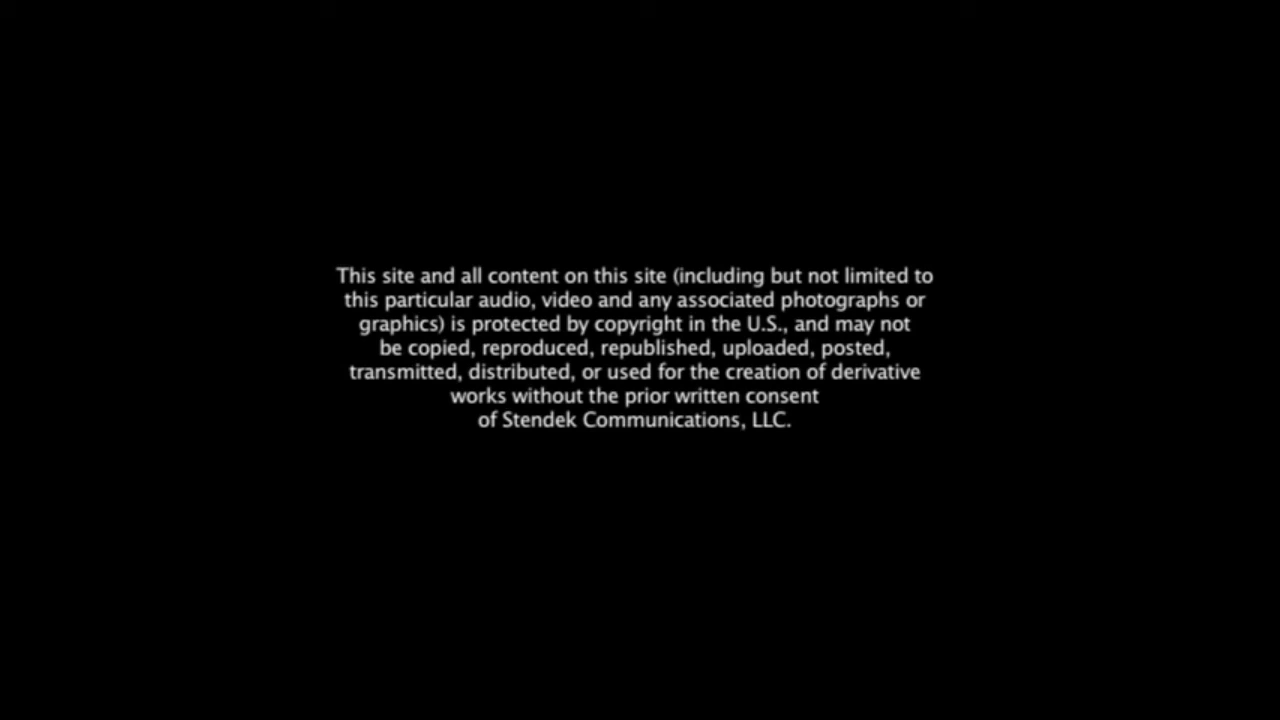 This site and all content on this site (including but not limited to
this particular audio, video and any associated photographs or
graphics) is protected by copyright in the U.S., and may not
be copied, reproduced, republished, uploaded, posted,
transmitted, distributed, or used for the creation of derivative
works without the prior written consent
of Stendek Communications, LLC.